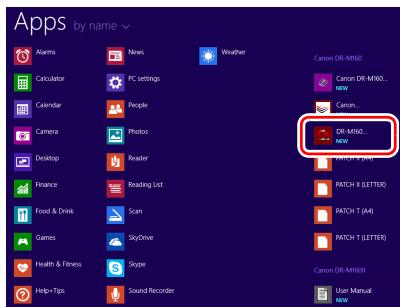 Apps by name
Alarms
Calculator
Calendar
Camera
Desktop
Finance
Food & Drink
Games
Health & Fitness
Help+Tips
News
PC settings
People
Photos
Reader
Reading List
Scan
SkyDrive
Skype
Sound Recorder
Weather
Canon DR-M160
Canon DR-M160...
NEW
Canon...
NEW
DR-M160...
NEW
PATCH II (A4)
PATCH II (LETTER)
PATCH T (A4)
PATCH T (LETTER)
Canon DR-M160II
User Manual
NEW